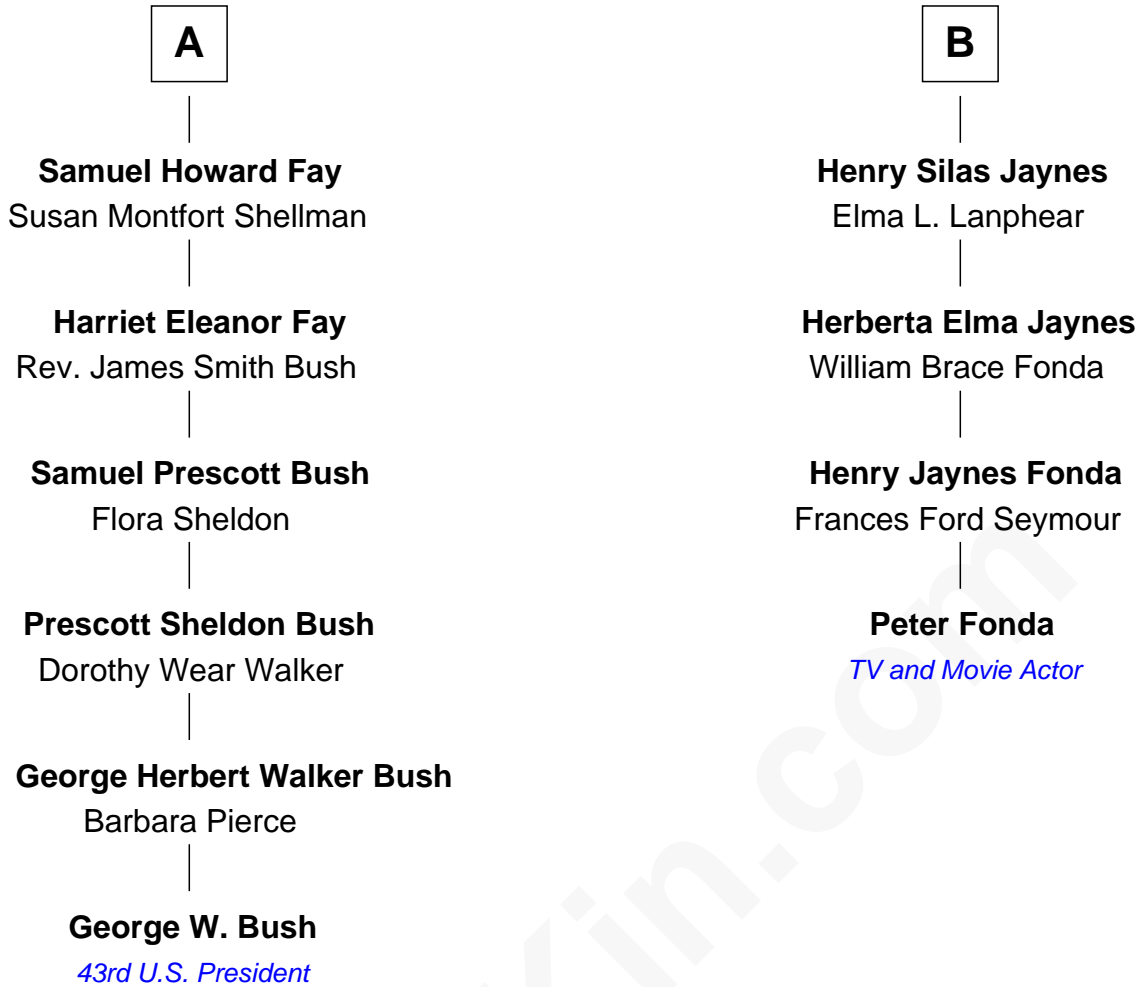 A
Samuel Howard Fay
Susan Montfort Shellman
Harriet Eleanor Fay
Rev. James Smith Bush
Samuel Prescott Bush
Flora Sheldon
Prescott Sheldon Bush
Dorothy Wear Walker
George Herbert Walker Bush
Barbara Pierce
George W. Bush
43rd U.S. President
B
Henry Silas Jaynes
Elma L. Lanphear
Herberta Elma Jaynes
William Brace Fonda
Henry Jaynes Fonda
Frances Ford Seymour
Peter Fonda
TV and Movie Actor
Kin.com